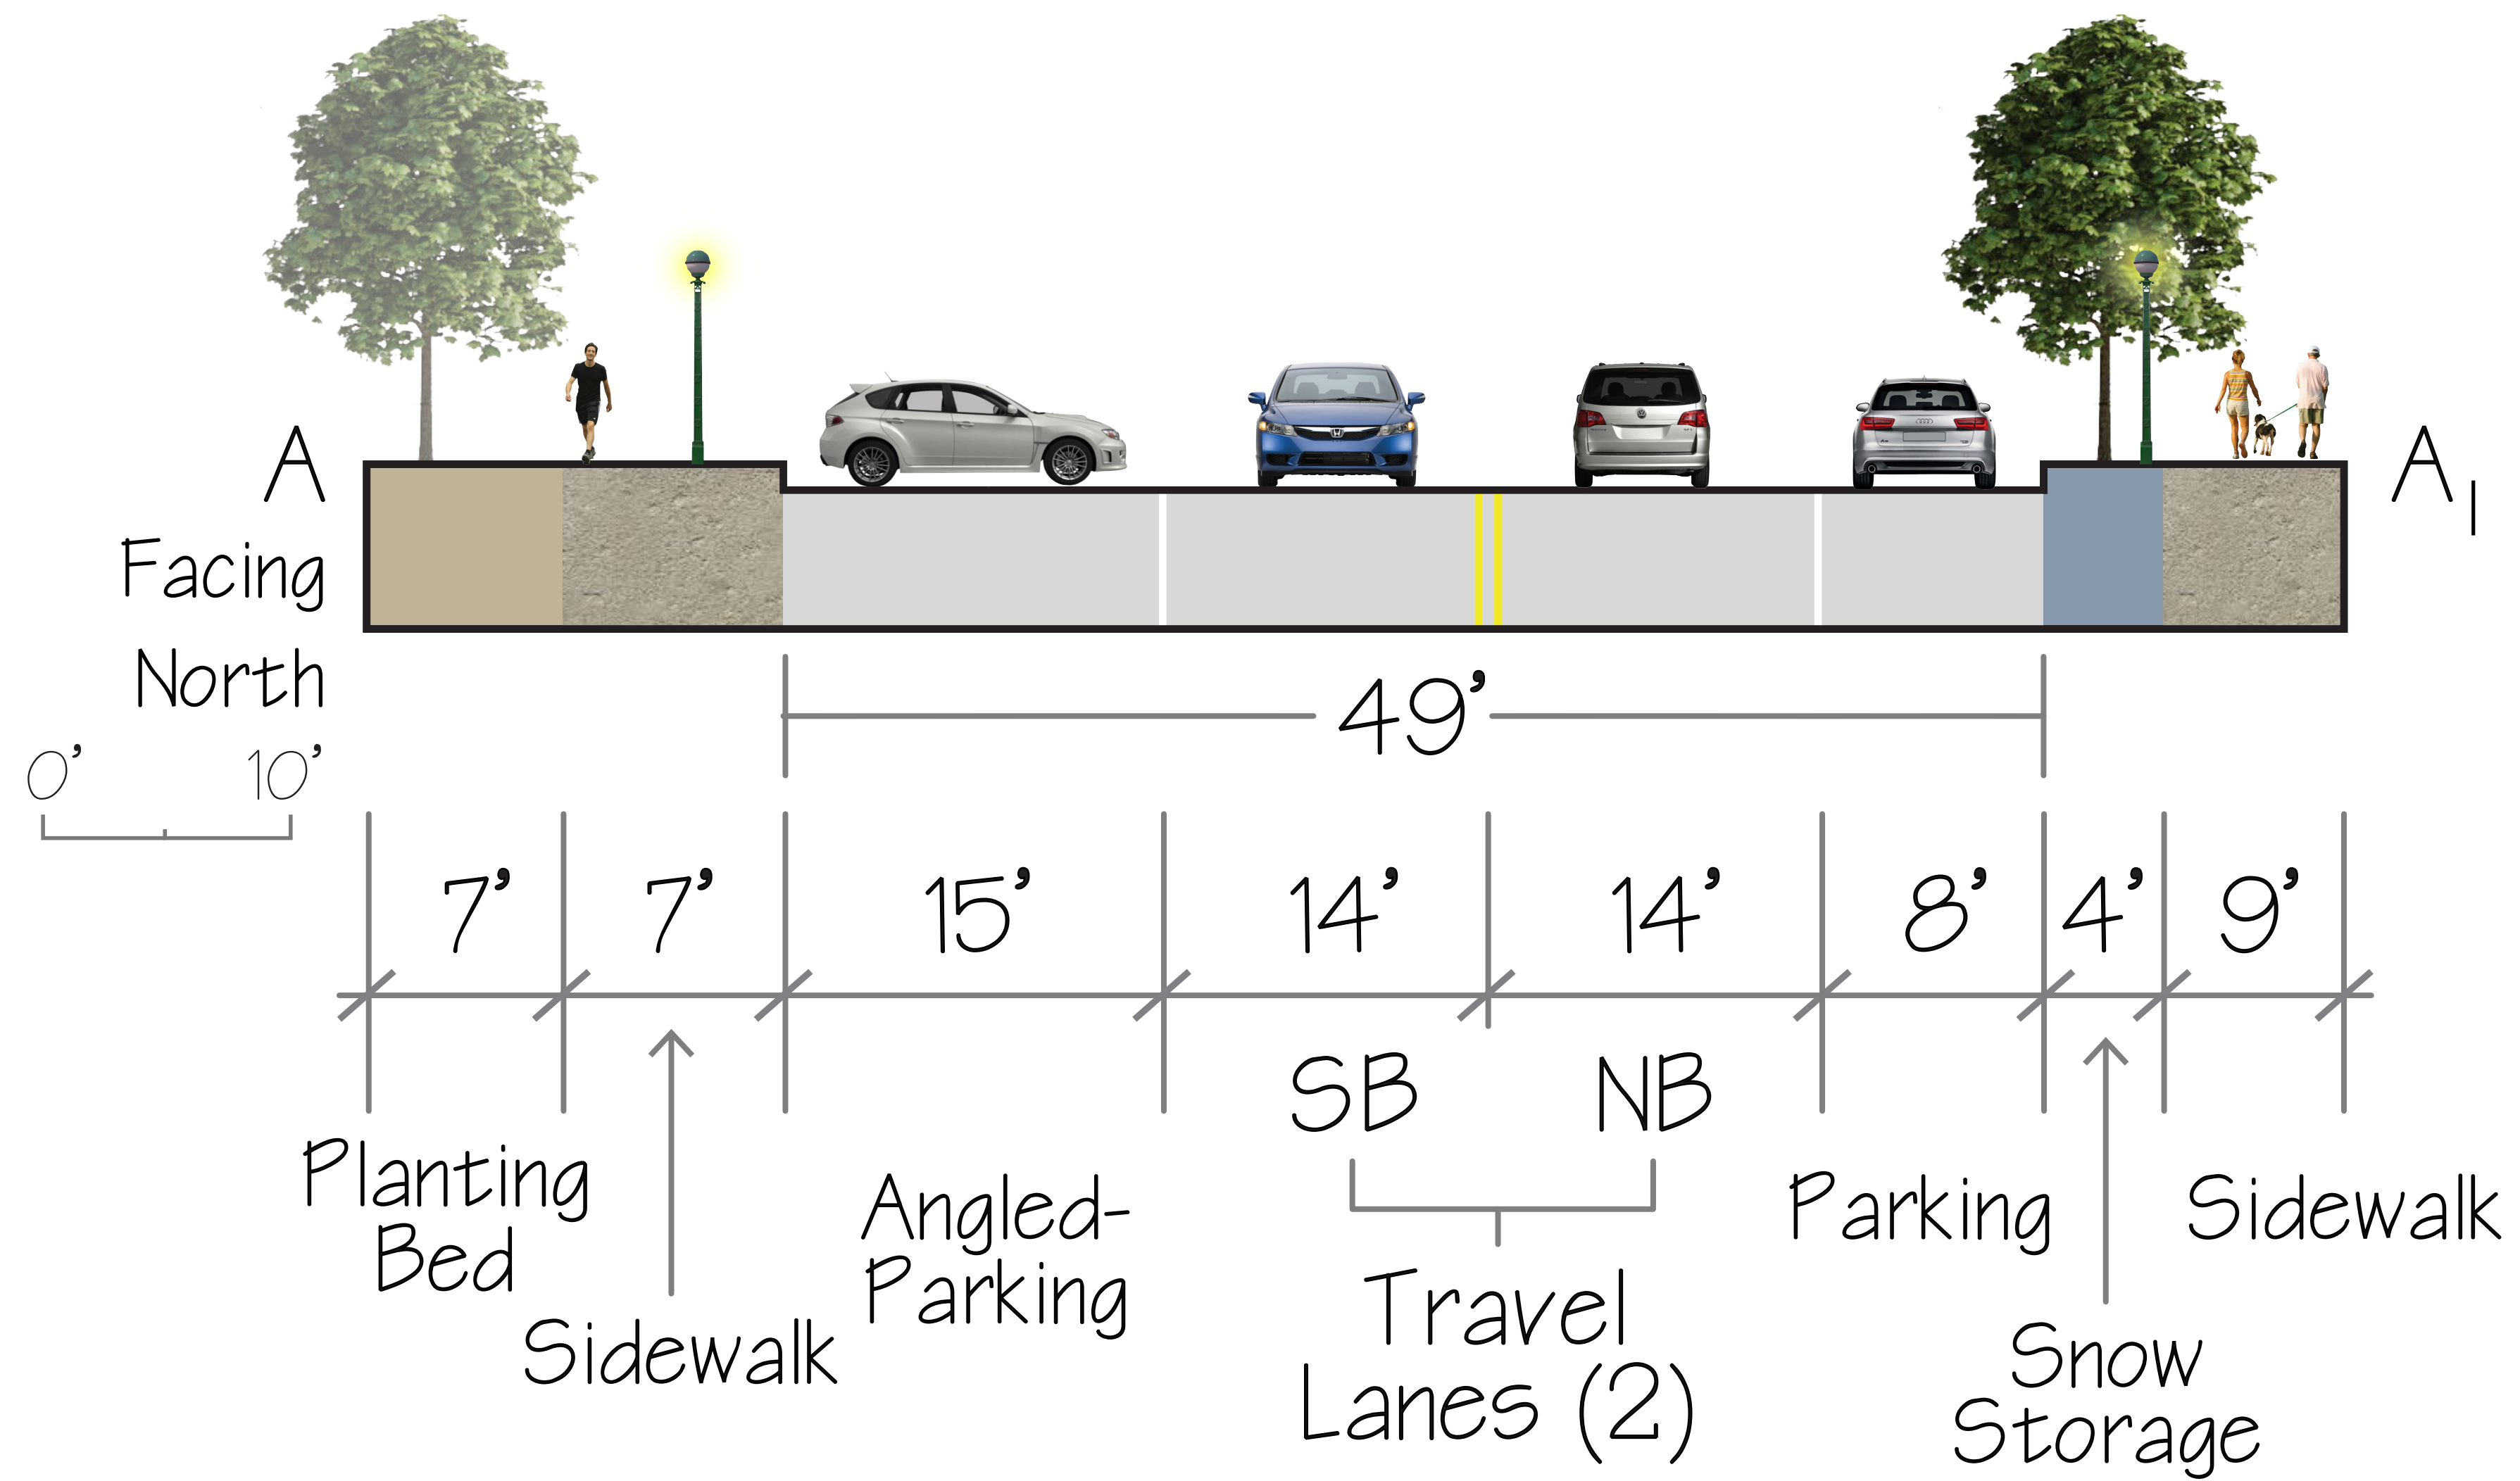 A
A1
Facing
North
0' 10'
49'
7' 7' 15' 14' 14' 8' 4' 9'
SB NB
Planting
Bed
Sidewalk
Angled-
Parking
Travel
Lanes (2)
Parking
Snow
Storage
Sidewalk